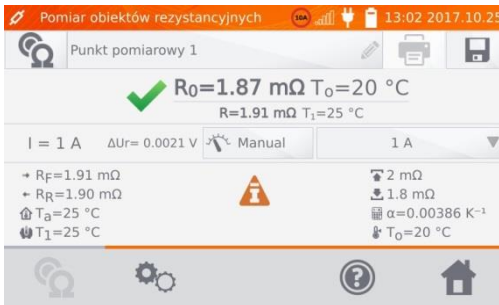 Pomiar obiektów rezystancyjnych 10A 13:02 2017.10.25
Punkt pomiarowy 1
R₀=1.87 mΩ T₀=20 °C
R=1.91 mΩ T₁=25 °C
I = 1 A ΔUr= 0.0021 V Manual 1 A
RF=1.91 mΩ 2 mΩ
RR=1.90 mΩ 1.8 mΩ
Ta=25 °C α=0.00386 K⁻¹
T₁=25 °C T₀=20 °C